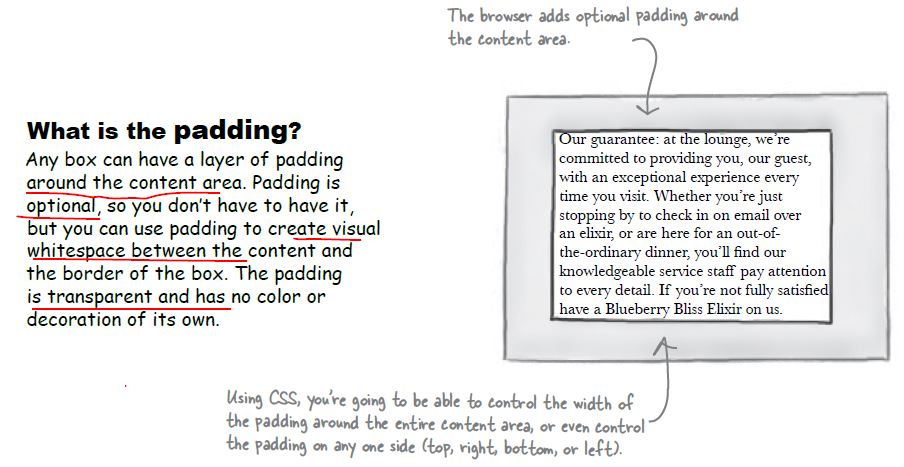 The browser adds optional padding around
the content area.
What is the padding?
Any box can have a layer of padding
around the content area. Padding is
optional, so you don't have to have it,
but you can use padding to create visual
whitespace between the content and
the border of the box. The padding
is transparent and has no color or
decoration of its own.
Our guarantee: at the lounge, we're
committed to providing you, our guest,
with an exceptional experience every
time you visit. Whether you're just
stopping by to check in on email over
an elixir, or are here for an out-of-
the-ordinary dinner, you'll find our
knowledgeable service staff pay attention
to every detail. If you're not fully satisfied
have a Blueberry Bliss Elixir on us.
Using CSS, you're going to be able to control the width of
the padding around the entire content area, or even control
the padding on any one side (top, right, bottom, or left).